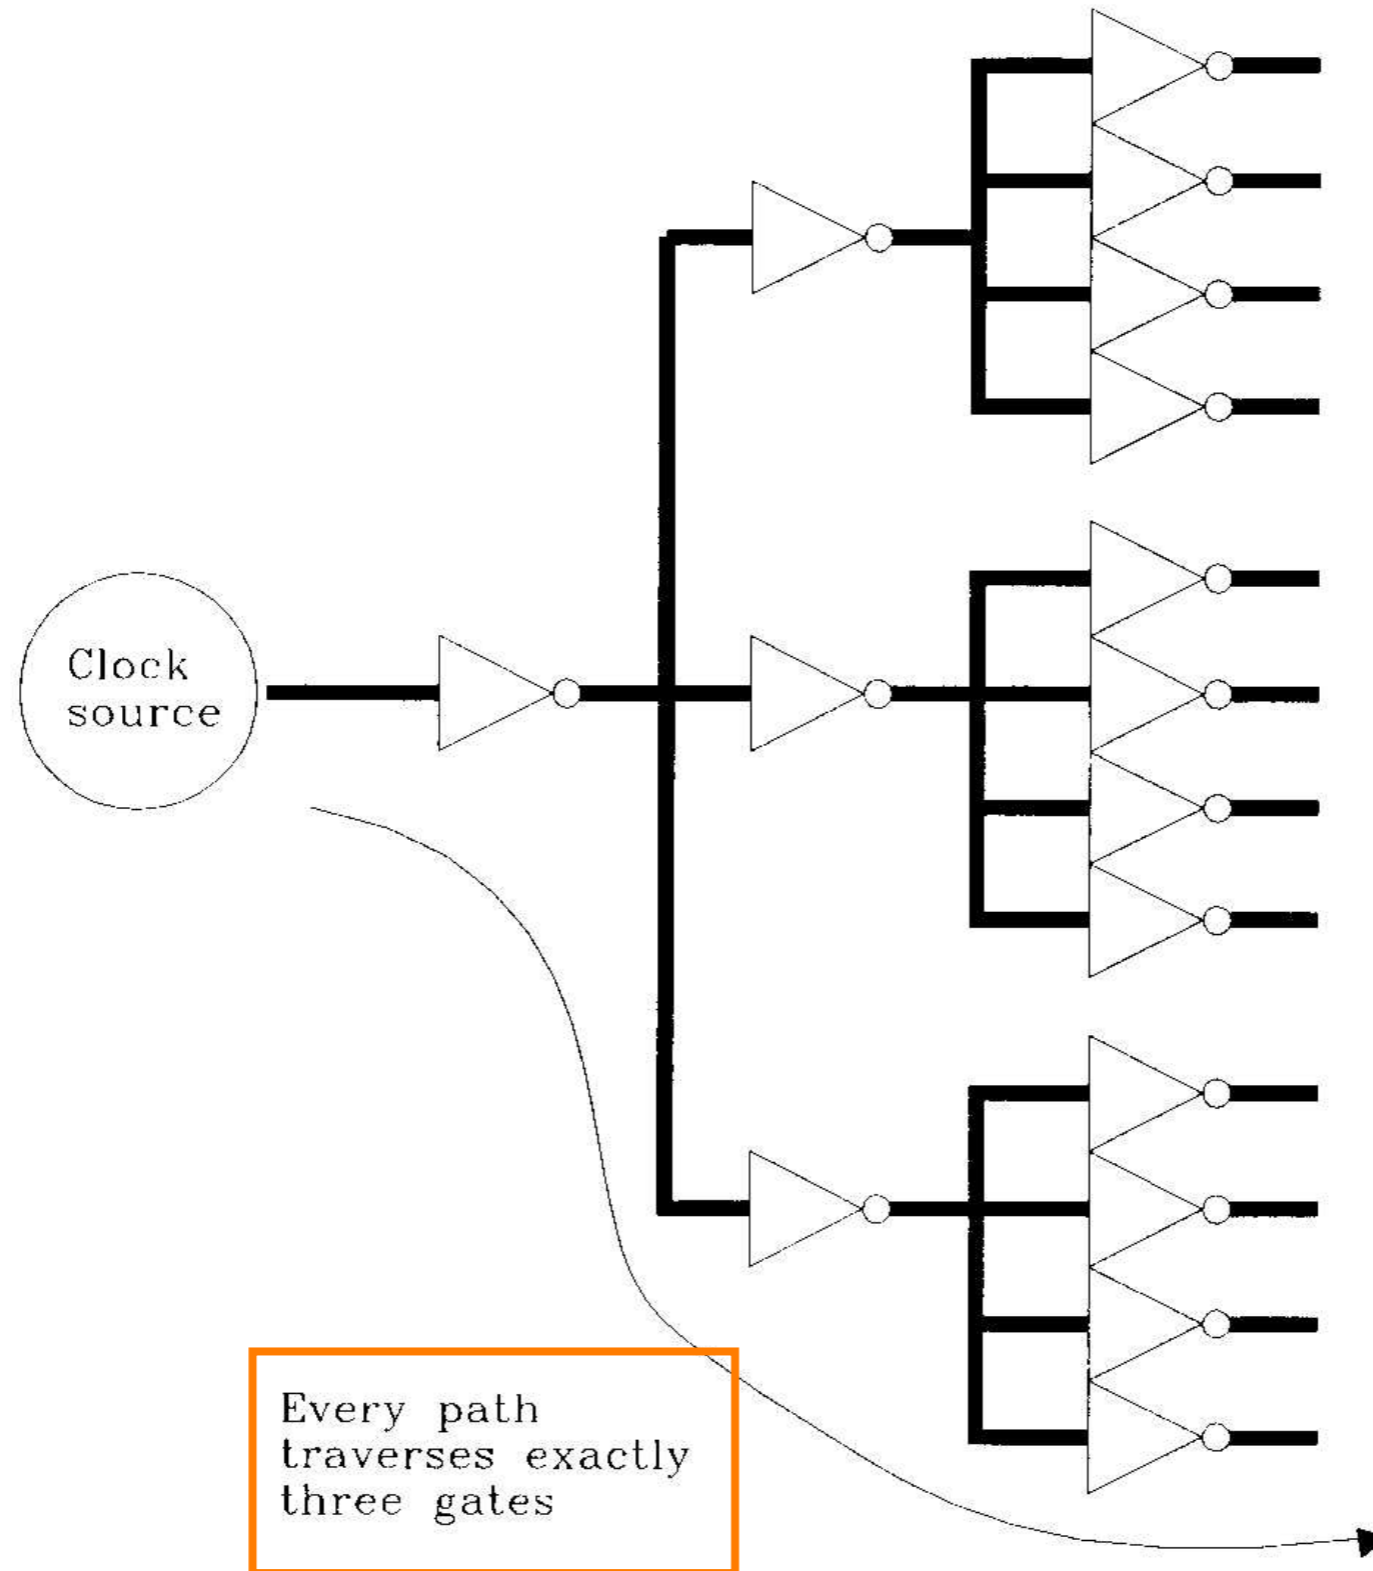 Clock
source
Every path
traverses exactly
three gates